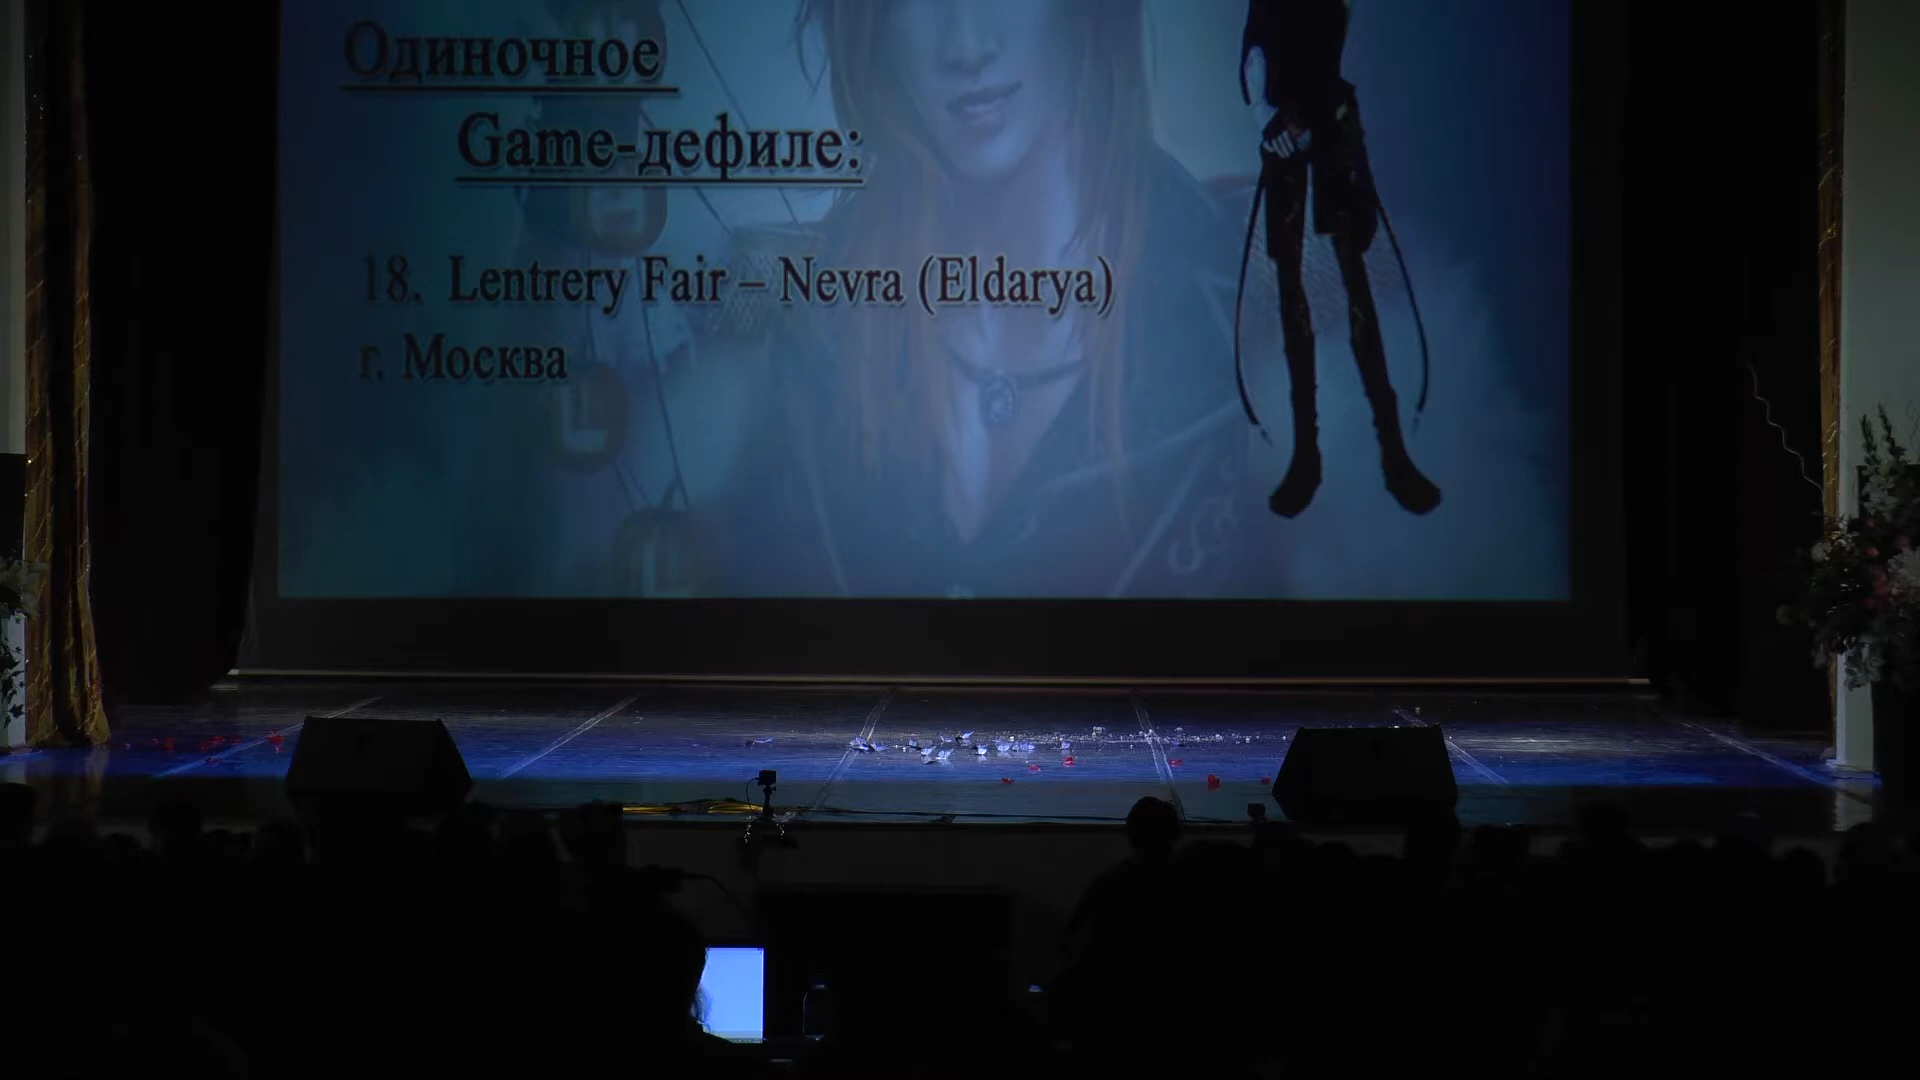 Одиночное
Game-дефиле:
18. Lentrery Fair – Nevra (Eldarya)
г. Москва